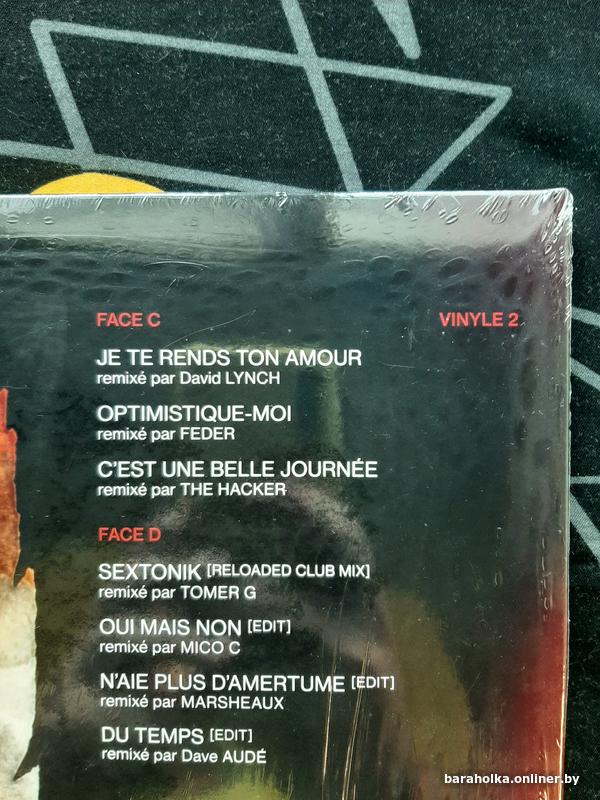 FACE C
VINYLE 2
JE TE RENDS TON AMOUR
remixé par David LYNCH
OPTIMISTIQUE-MOI
remixé par FEDER
C'EST UNE BELLE JOURNÉE
remixé par THE HACKER
FACE D
SEXTONIK [RELOADED CLUB MIX]
remixé par TOMER G
OUI MAIS NON [EDIT]
remixé par MICO C
N'AIE PLUS D'AMERTUME [EDIT]
remixé par MARSHEAUX
DU TEMPS [EDIT]
remixé par Dave AUDÉ
baraholka.onliner.by